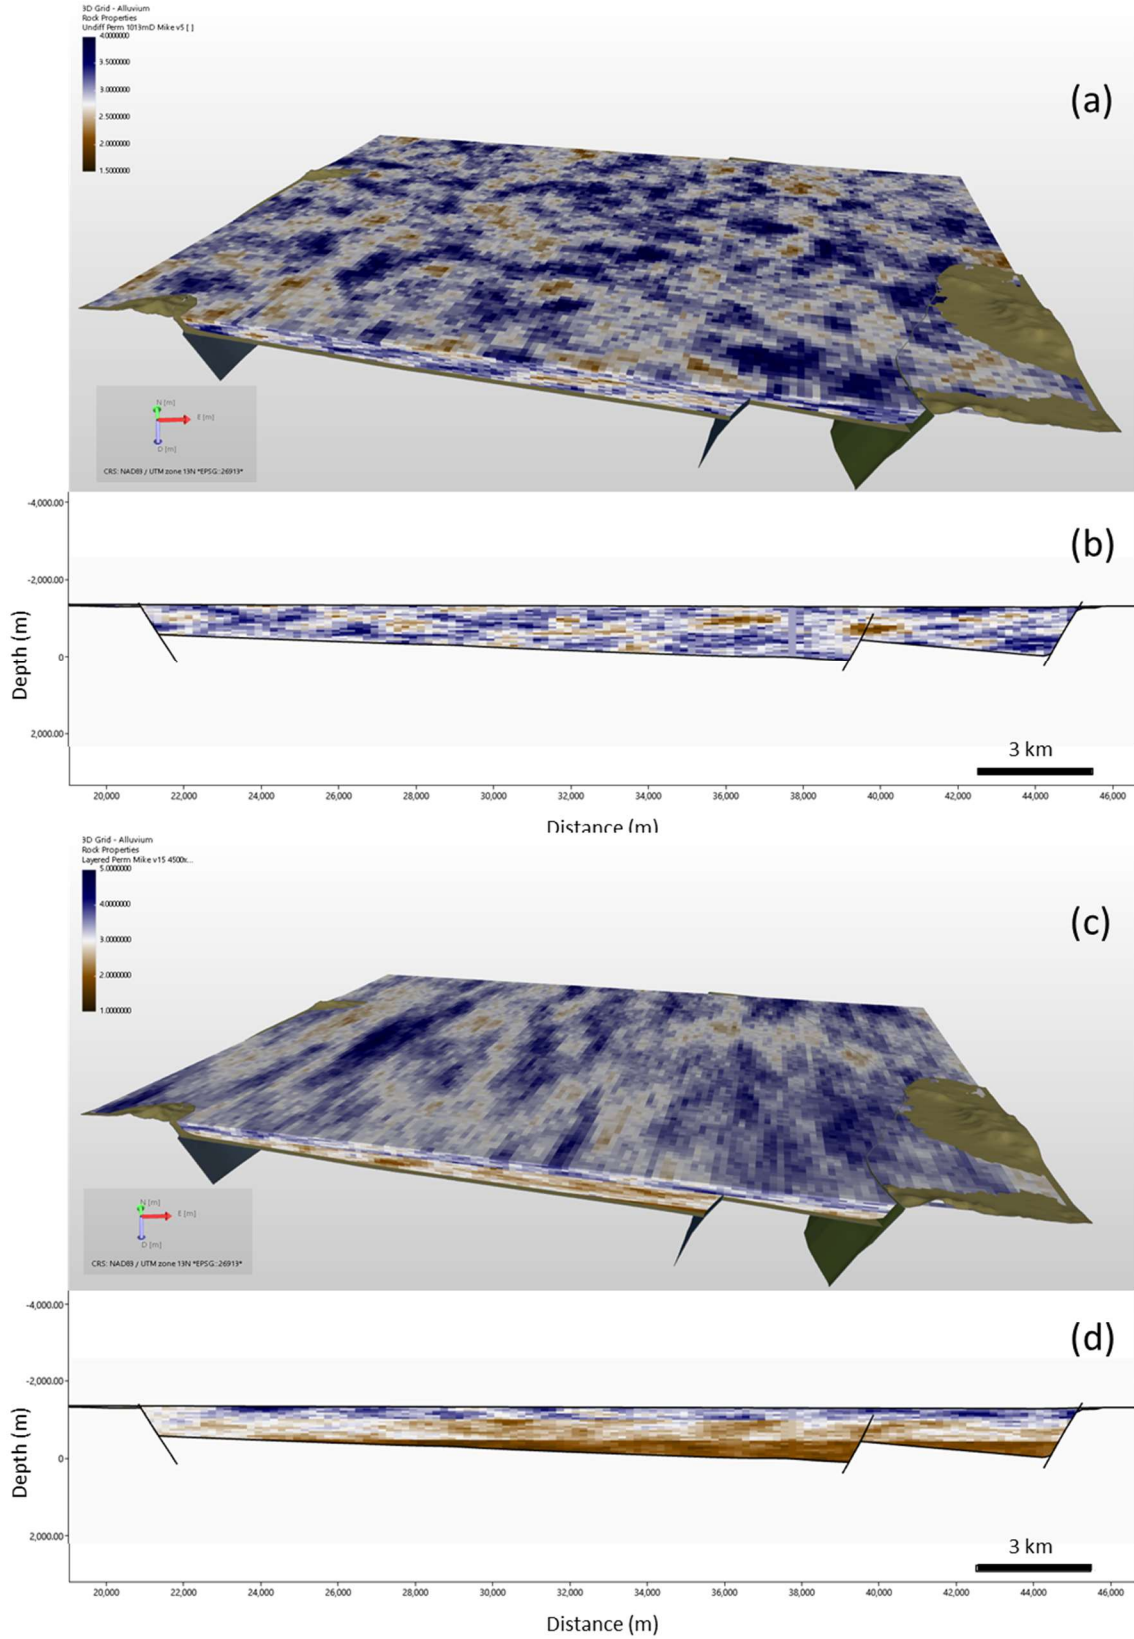 3D Grid - Alluvium
Rock Properties
Undiff Perm 1013mD Mike v5 [ ]
4.0000000
3.5000000
3.0000000
2.5000000
2.0000000
1.5000000
(a)
N [m]
E [m]
D [m]
CRS: NAD83 / UTM zone 13N *EPSG::26913*
-4,000.00
(b)
-2,000.00
0
2,000.00
Depth (m)
3 km
20,000 22,000 24,000 26,000 28,000 30,000 32,000 34,000 36,000 38,000 40,000 42,000 44,000 46,000
Distance (m)
3D Grid - Alluvium
Rock Properties
Layered Perm Mike v15 4500x...
5.0000000
4.0000000
3.0000000
2.0000000
1.0000000
(c)
N [m]
E [m]
D [m]
CRS: NAD83 / UTM zone 13N *EPSG::26913*
-4,000.00
(d)
-2,000.00
0
2,000.00
Depth (m)
3 km
20,000 22,000 24,000 26,000 28,000 30,000 32,000 34,000 36,000 38,000 40,000 42,000 44,000 46,000
Distance (m)